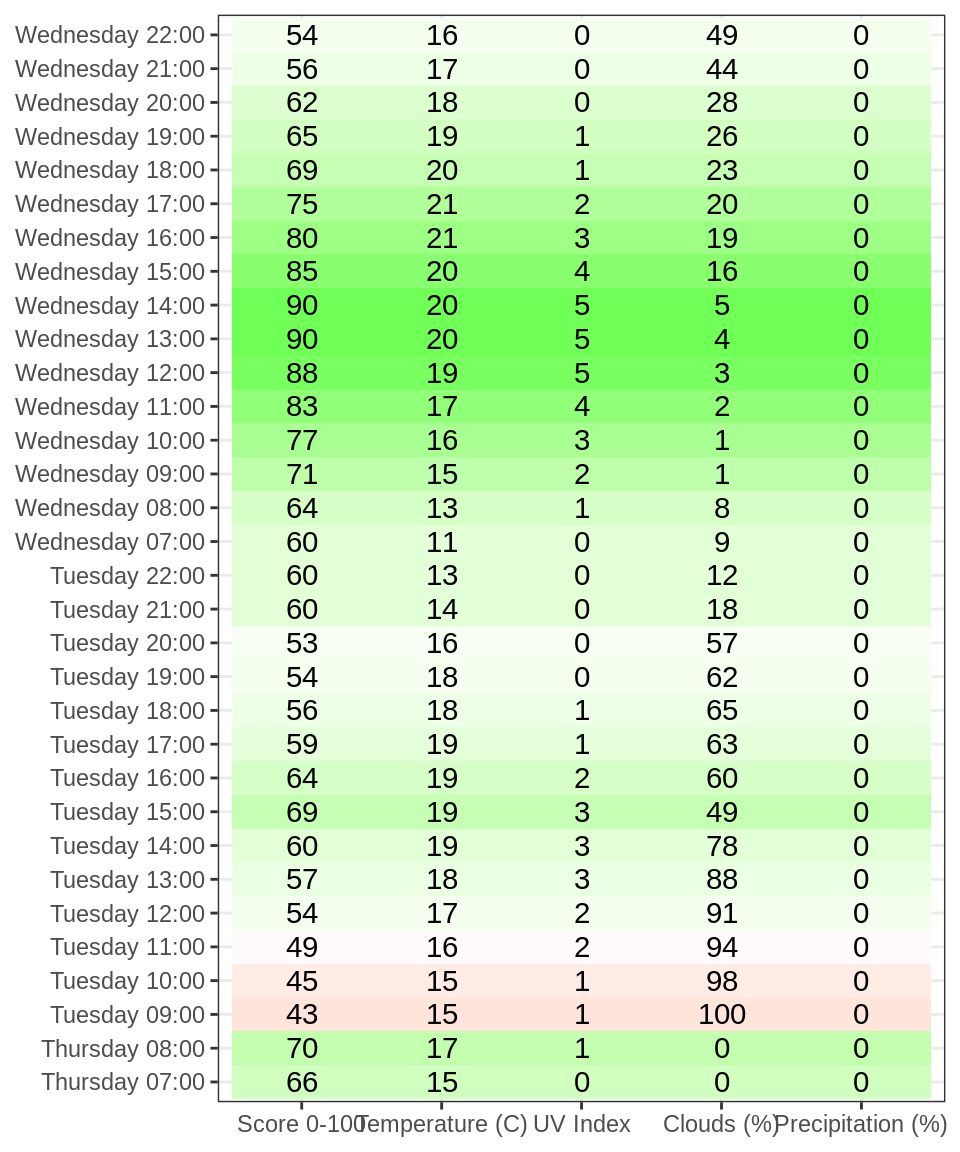 Wednesday 22:00 54 16 0 49 0
Wednesday 21:00 56 17 0 44 0
Wednesday 20:00 62 18 0 28 0
Wednesday 19:00 65 19 1 26 0
Wednesday 18:00 69 20 1 23 0
Wednesday 17:00 75 21 2 20 0
Wednesday 16:00 80 21 3 19 0
Wednesday 15:00 85 20 4 16 0
Wednesday 14:00 90 20 5 5 0
Wednesday 13:00 90 20 5 4 0
Wednesday 12:00 88 19 5 3 0
Wednesday 11:00 83 17 4 2 0
Wednesday 10:00 77 16 3 1 0
Wednesday 09:00 71 15 2 1 0
Wednesday 08:00 64 13 1 8 0
Wednesday 07:00 60 11 0 9 0
Tuesday 22:00 60 13 0 12 0
Tuesday 21:00 60 14 0 18 0
Tuesday 20:00 53 16 0 57 0
Tuesday 19:00 54 18 0 62 0
Tuesday 18:00 56 18 1 65 0
Tuesday 17:00 59 19 1 63 0
Tuesday 16:00 64 19 2 60 0
Tuesday 15:00 69 19 3 49 0
Tuesday 14:00 60 19 3 78 0
Tuesday 13:00 57 18 3 88 0
Tuesday 12:00 54 17 2 91 0
Tuesday 11:00 49 16 2 94 0
Tuesday 10:00 45 15 1 98 0
Tuesday 09:00 43 15 1 100 0
Thursday 08:00 70 17 1 0 0
Thursday 07:00 66 15 0 0 0
Score 0-100 Temperature (C) UV Index Clouds (%) Precipitation (%)